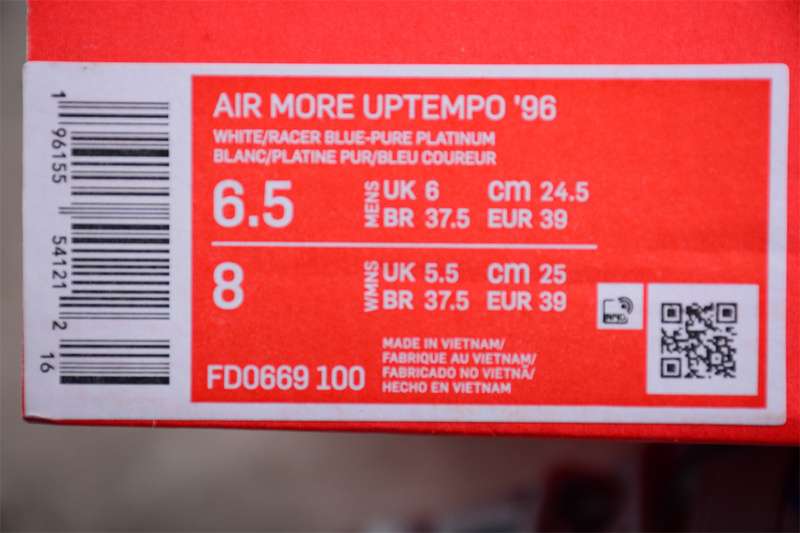 AIR MORE UPTEMPO '96
WHITE/RACER BLUE-PURE PLATINUM
BLANC/PLATINE PUR/BLEU COUREUR
6.5 MENS UK 6 CM 24.5
BR 37.5 EUR 39
8 WMNS UK 5.5 CM 25
BR 37.5 EUR 39
FD0669 100
MADE IN VIETNAM/
FABRIQUE AU VIETNAM/
FABRICADO NO VIETNÃ/
HECHO EN VIETNAM
1 96155 54121 2 16